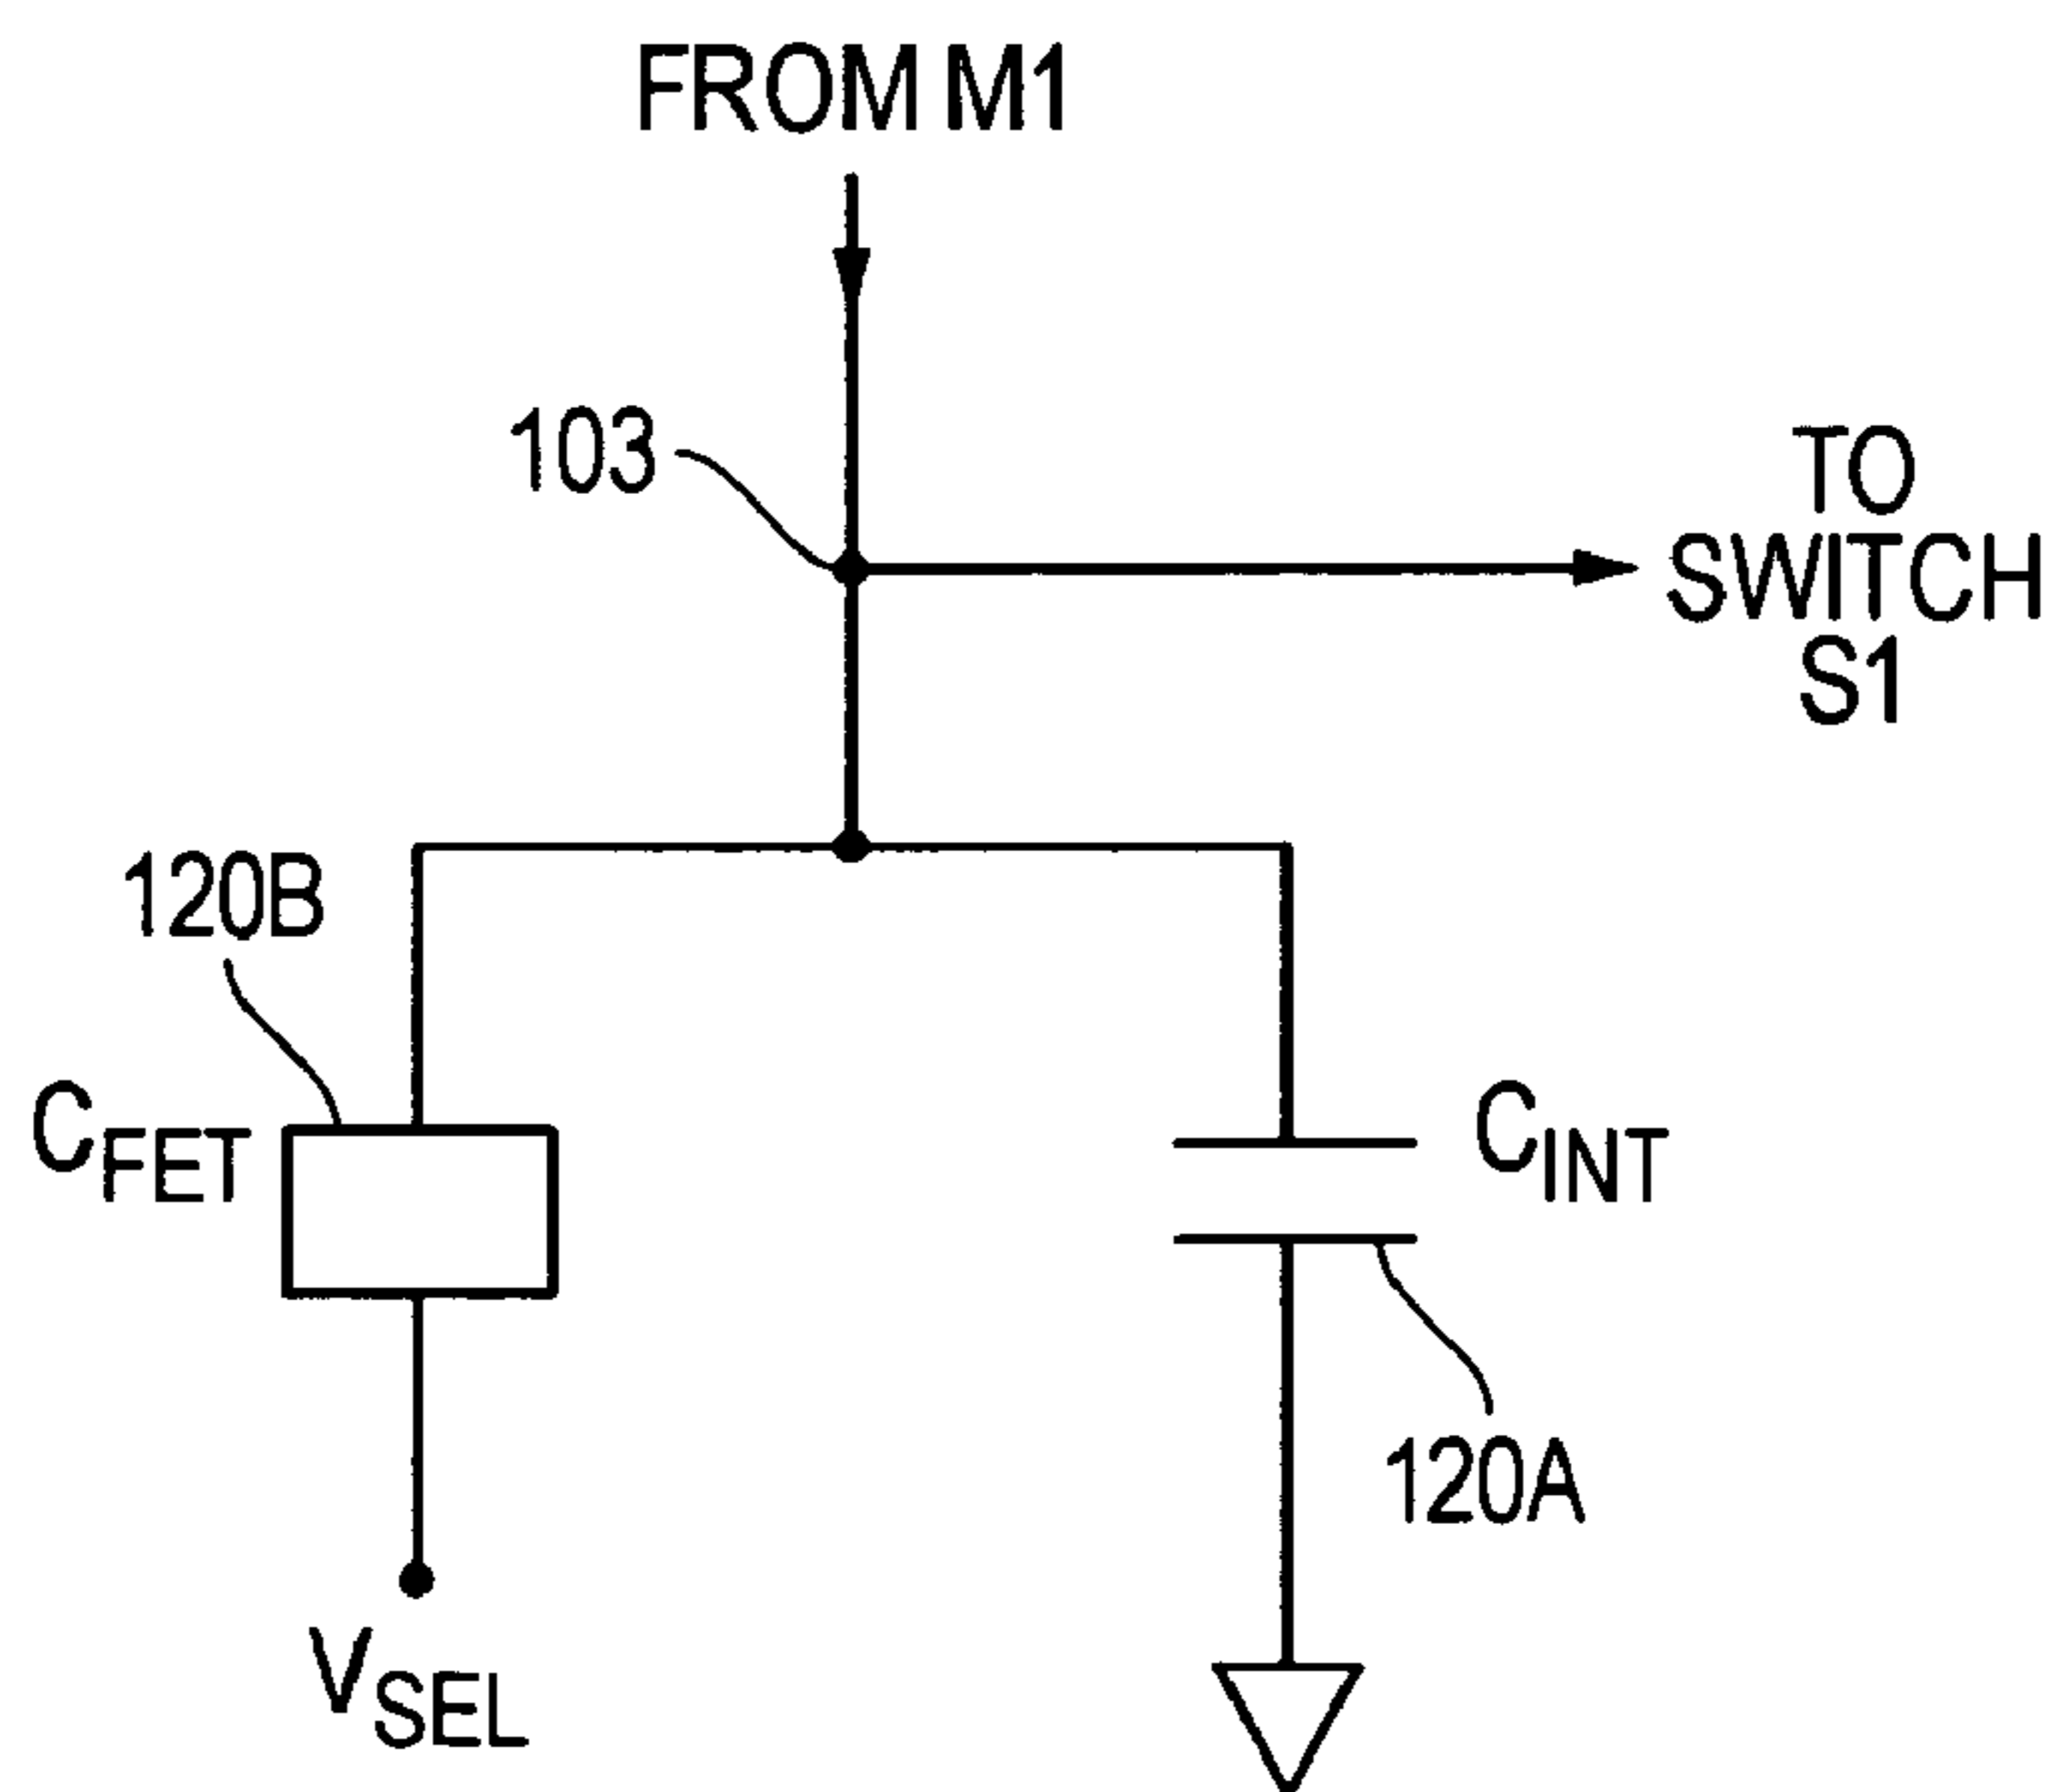 FROM M1
103
TO
SWITCH
S1
120B
CFET
CINT
120A
VSEL